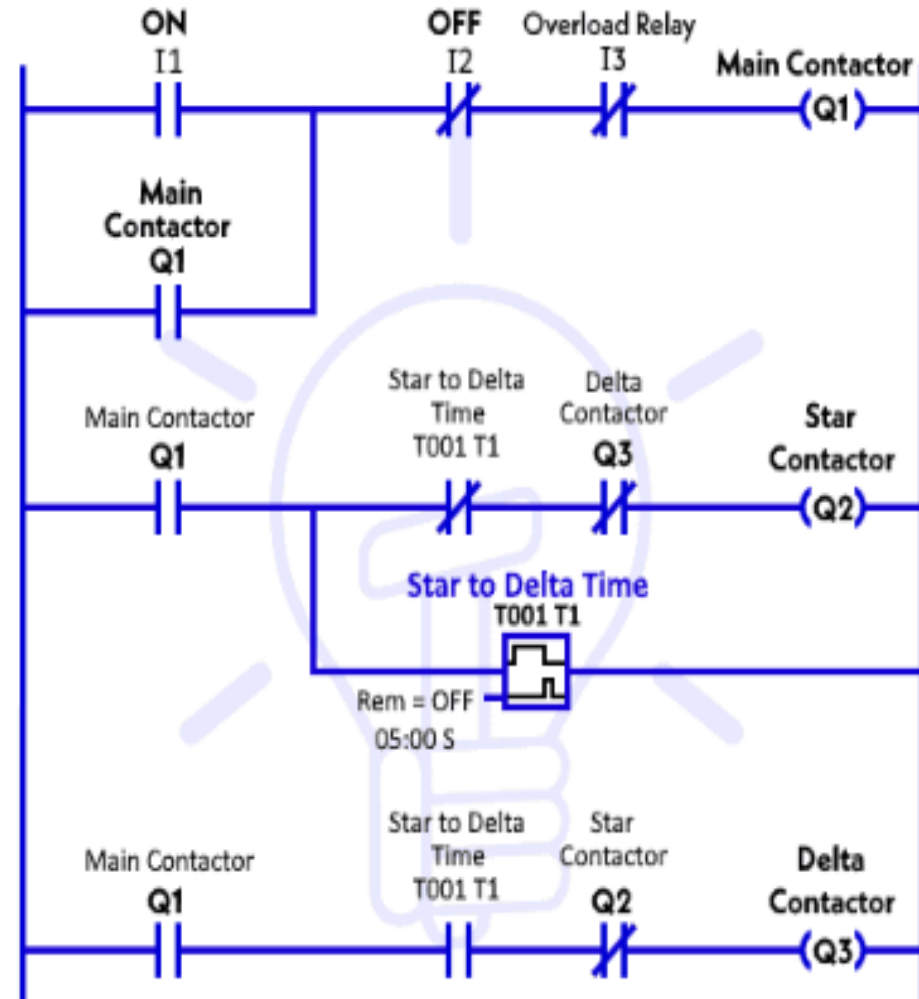 ON
I1
OFF
I2
Overload Relay
I3
Main Contactor
(Q1)
Main
Contactor
Q1
Main Contactor
Q1
Star to Delta
Time
T001 T1
Delta
Contactor
Q3
Star
Contactor
(Q2)
Star to Delta Time
T001 T1
Rem = OFF
05:00 S
Main Contactor
Q1
Star to Delta
Time
T001 T1
Star
Contactor
Q2
Delta
Contactor
(Q3)